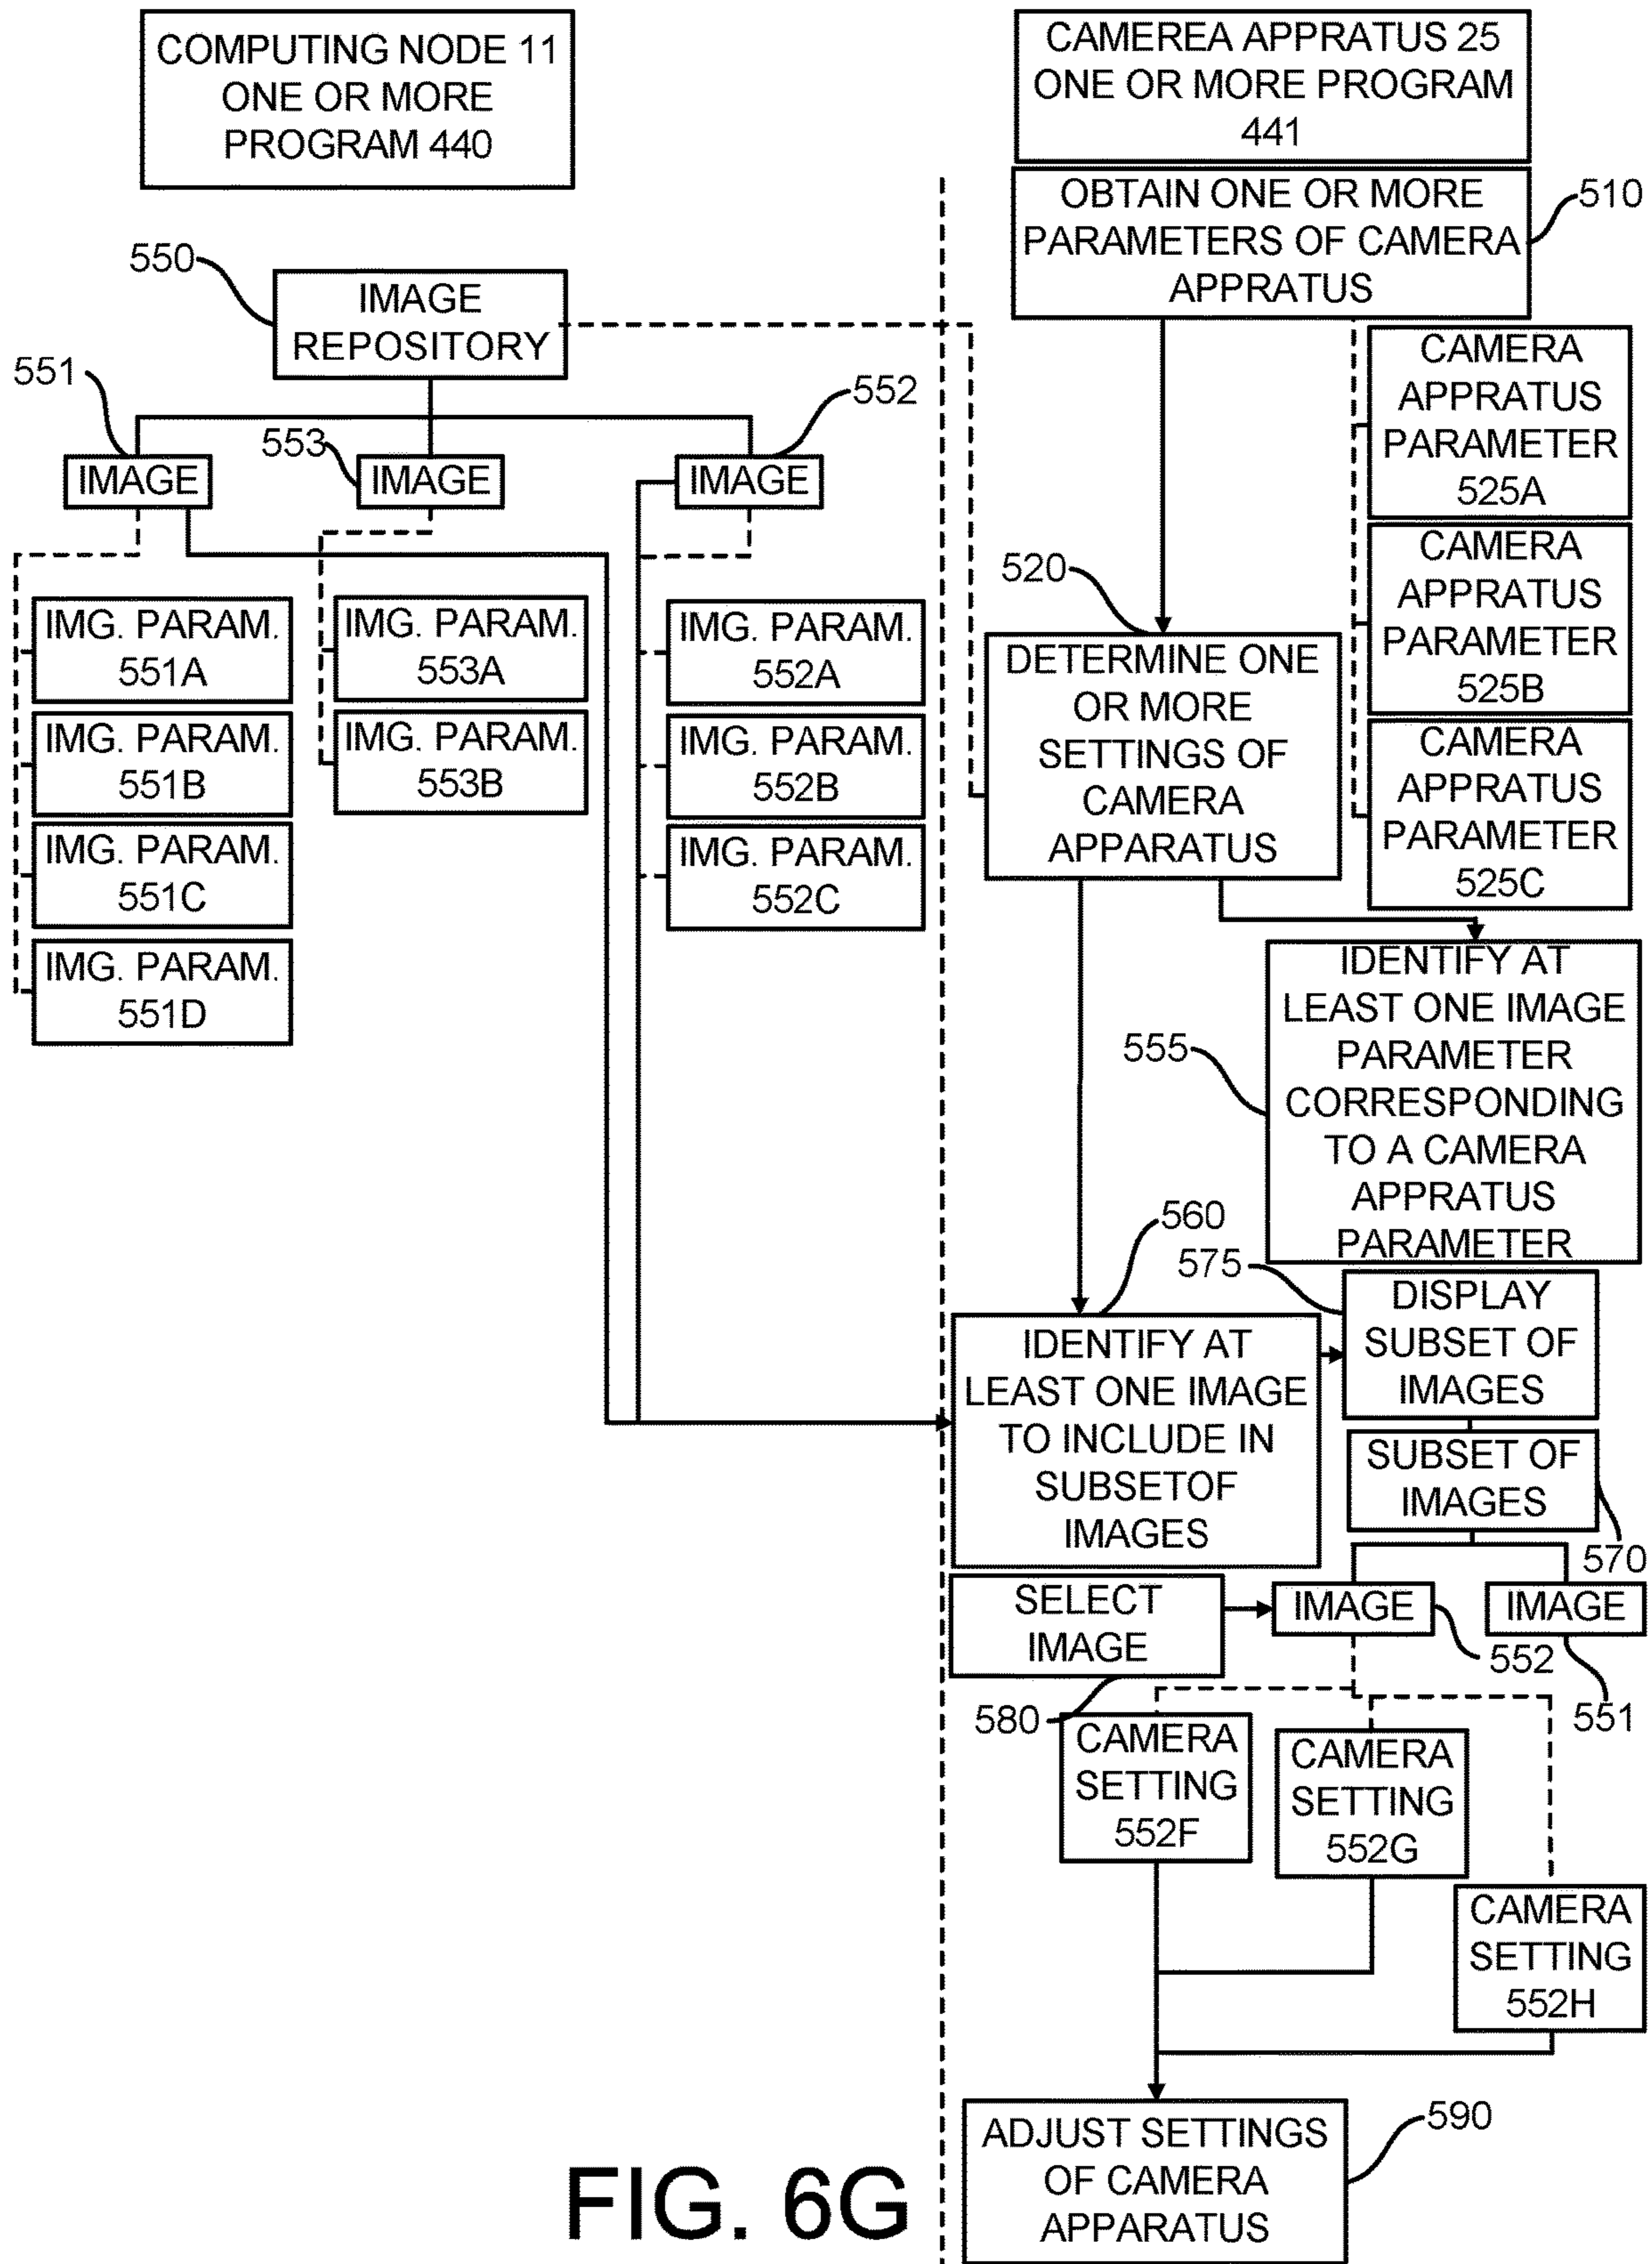 COMPUTING NODE 11
ONE OR MORE
PROGRAM 440
CAMEREA APPRATUS 25
ONE OR MORE PROGRAM
441
OBTAIN ONE OR MORE
PARAMETERS OF CAMERA
APPRATUS
510
550
IMAGE
REPOSITORY
551
553
552
IMAGE
IMAGE
IMAGE
IMG. PARAM.
551A
IMG. PARAM.
551B
IMG. PARAM.
551C
IMG. PARAM.
551D
IMG. PARAM.
553A
IMG. PARAM.
553B
IMG. PARAM.
552A
IMG. PARAM.
552B
IMG. PARAM.
552C
CAMERA
APPRATUS
PARAMETER
525A
CAMERA
APPRATUS
PARAMETER
525B
CAMERA
APPRATUS
PARAMETER
525C
520
DETERMINE ONE
OR MORE
SETTINGS OF
CAMERA
APPARATUS
555
IDENTIFY AT
LEAST ONE IMAGE
PARAMETER
CORRESPONDING
TO A CAMERA
APPRATUS
PARAMETER
560
IDENTIFY AT
LEAST ONE IMAGE
TO INCLUDE IN
SUBSETOF
IMAGES
575
DISPLAY
SUBSET OF
IMAGES
SUBSET OF
IMAGES
570
SELECT
IMAGE
580
IMAGE
552
IMAGE
551
CAMERA
SETTING
552F
CAMERA
SETTING
552G
CAMERA
SETTING
552H
ADJUST SETTINGS
OF CAMERA
APPARATUS
590
FIG. 6G